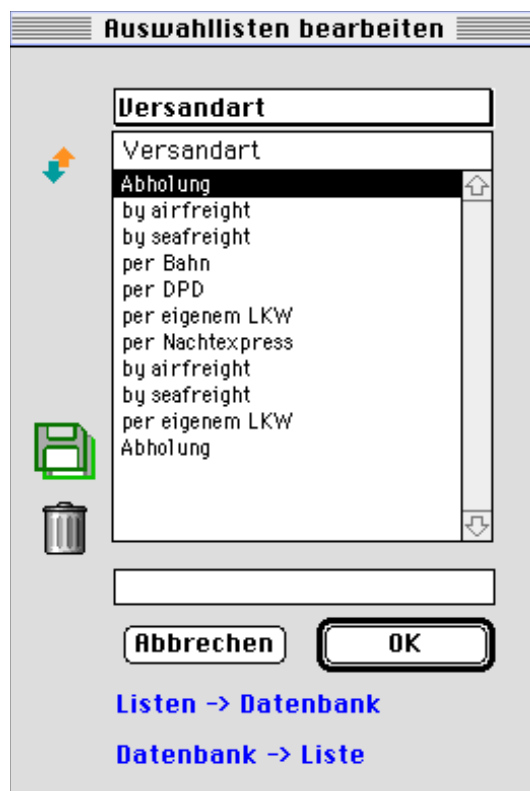 Auswahllisten bearbeiten
Versandart
Versandart
Abholung
by airfreight
by seafreight
per Bahn
per DPD
per eigenem LKW
per Nachtexpress
by airfreight
by seafreight
per eigenem LKW
Abholung
Abbrechen OK
Listen -> Datenbank
Datenbank -> Liste